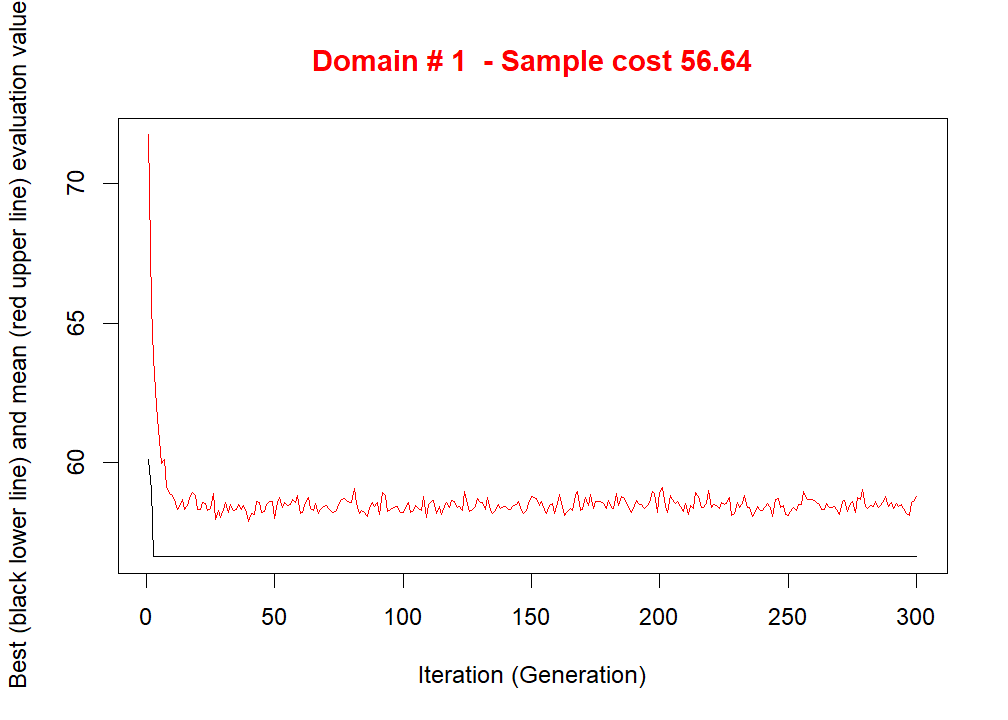 Domain # 1  - Sample cost 56.64
Best (black lower line) and mean (red upper line) evaluation value
70
65
60
0 50 100 150 200 250 300
Iteration (Generation)